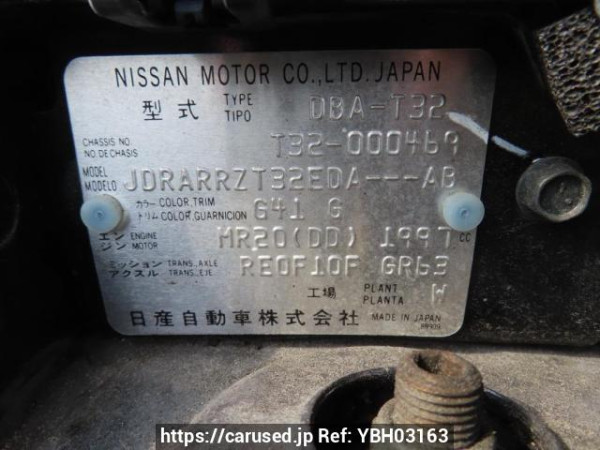 NISSAN MOTOR CO.,LTD.JAPAN
型式 TYPE TIPO DBA-T32
CHASSIS NO. NO.DE CHASIS T32-000469
MODEL MODELO JDRARRZT32EDA---AB
カラー COLOR,TRIM トリム COLOR,GUARNICION G41 G
エンジン ENGINE MOTOR MR20(DD) 1997 CC
ミッション TRANS.,AXLE アクスル TRANS.,EJE RE0F10F GR63
工場 PLANT PLANTA W
日産自動車株式会社 MADE IN JAPAN
https://carused.jp Ref: YBH03163